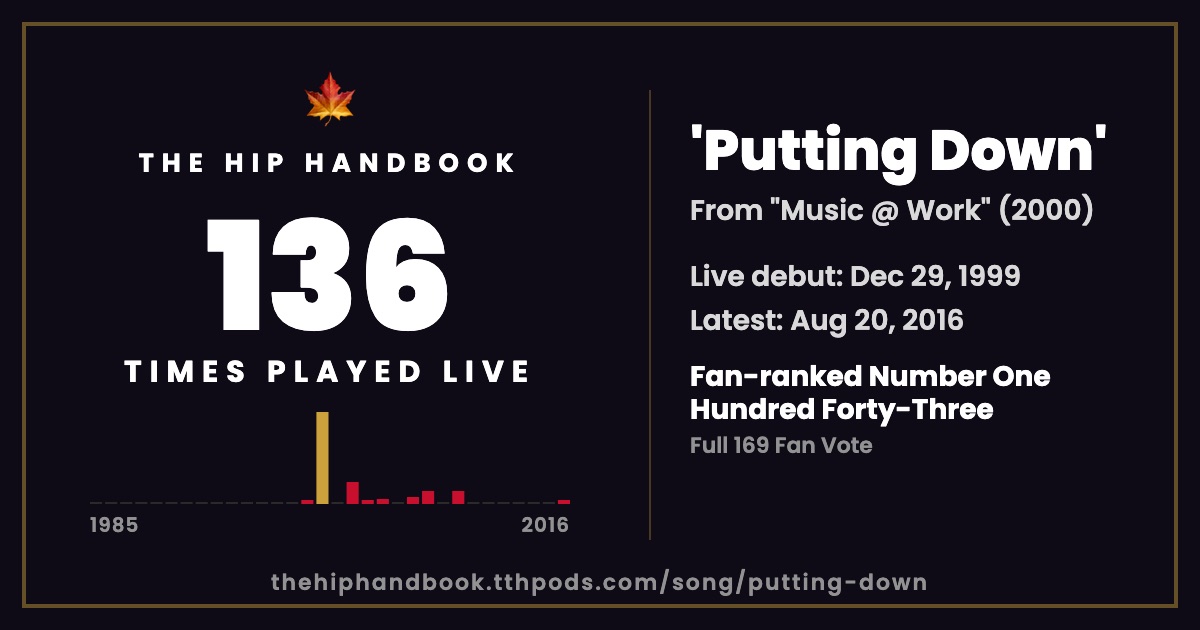 THE HIP HANDBOOK
136
TIMES PLAYED LIVE
1985
2016
'Putting Down'
From "Music @ Work" (2000)
Live debut: Dec 29, 1999
Latest: Aug 20, 2016
Fan-ranked Number One
Hundred Forty-Three
Full 169 Fan Vote
thehiphandbook.tthpods.com/song/putting-down